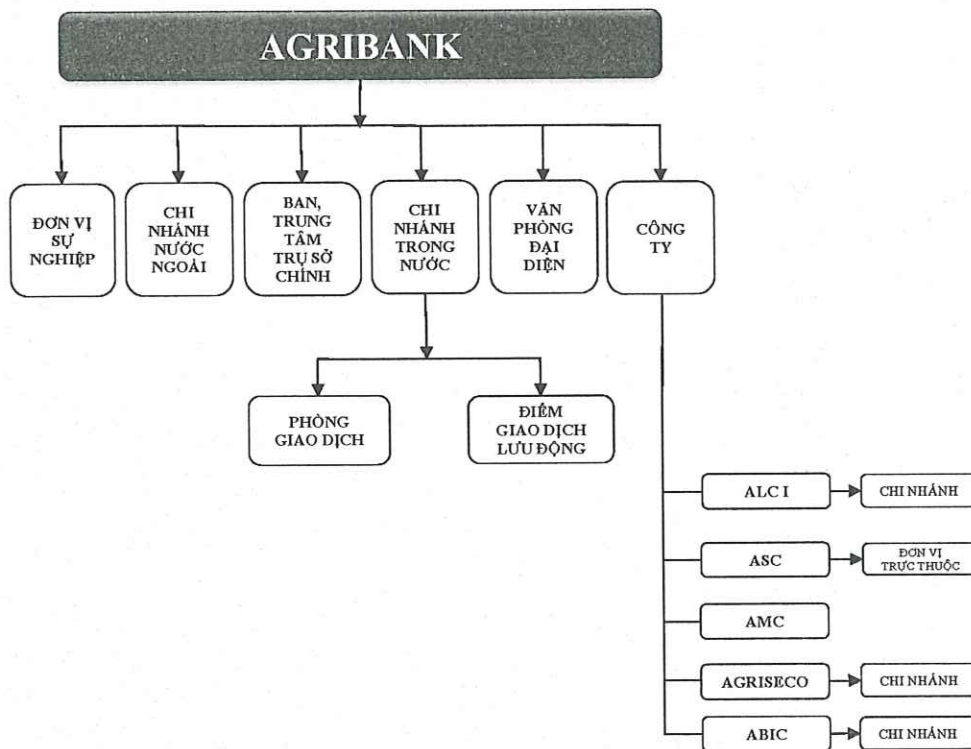 AGRIBANK
ĐƠN VỊ
SỰ
NGHIỆP
CHI
NHÁNH
NƯỚC
NGOÀI
BAN,
TRUNG
TÂM
TRỤ SỞ
CHÍNH
CHI
NHÁNH
TRONG
NƯỚC
VĂN
PHÒNG
ĐẠI
DIỆN
CÔNG
TY
PHÒNG
GIAO DỊCH
ĐIỂM
GIAO DỊCH
LƯU ĐỘNG
ALC I
CHI NHÁNH
ASC
ĐƠN VỊ
TRỰC THUỘC
AMC
AGRISECO
CHI NHÁNH
ABIC
CHI NHÁNH